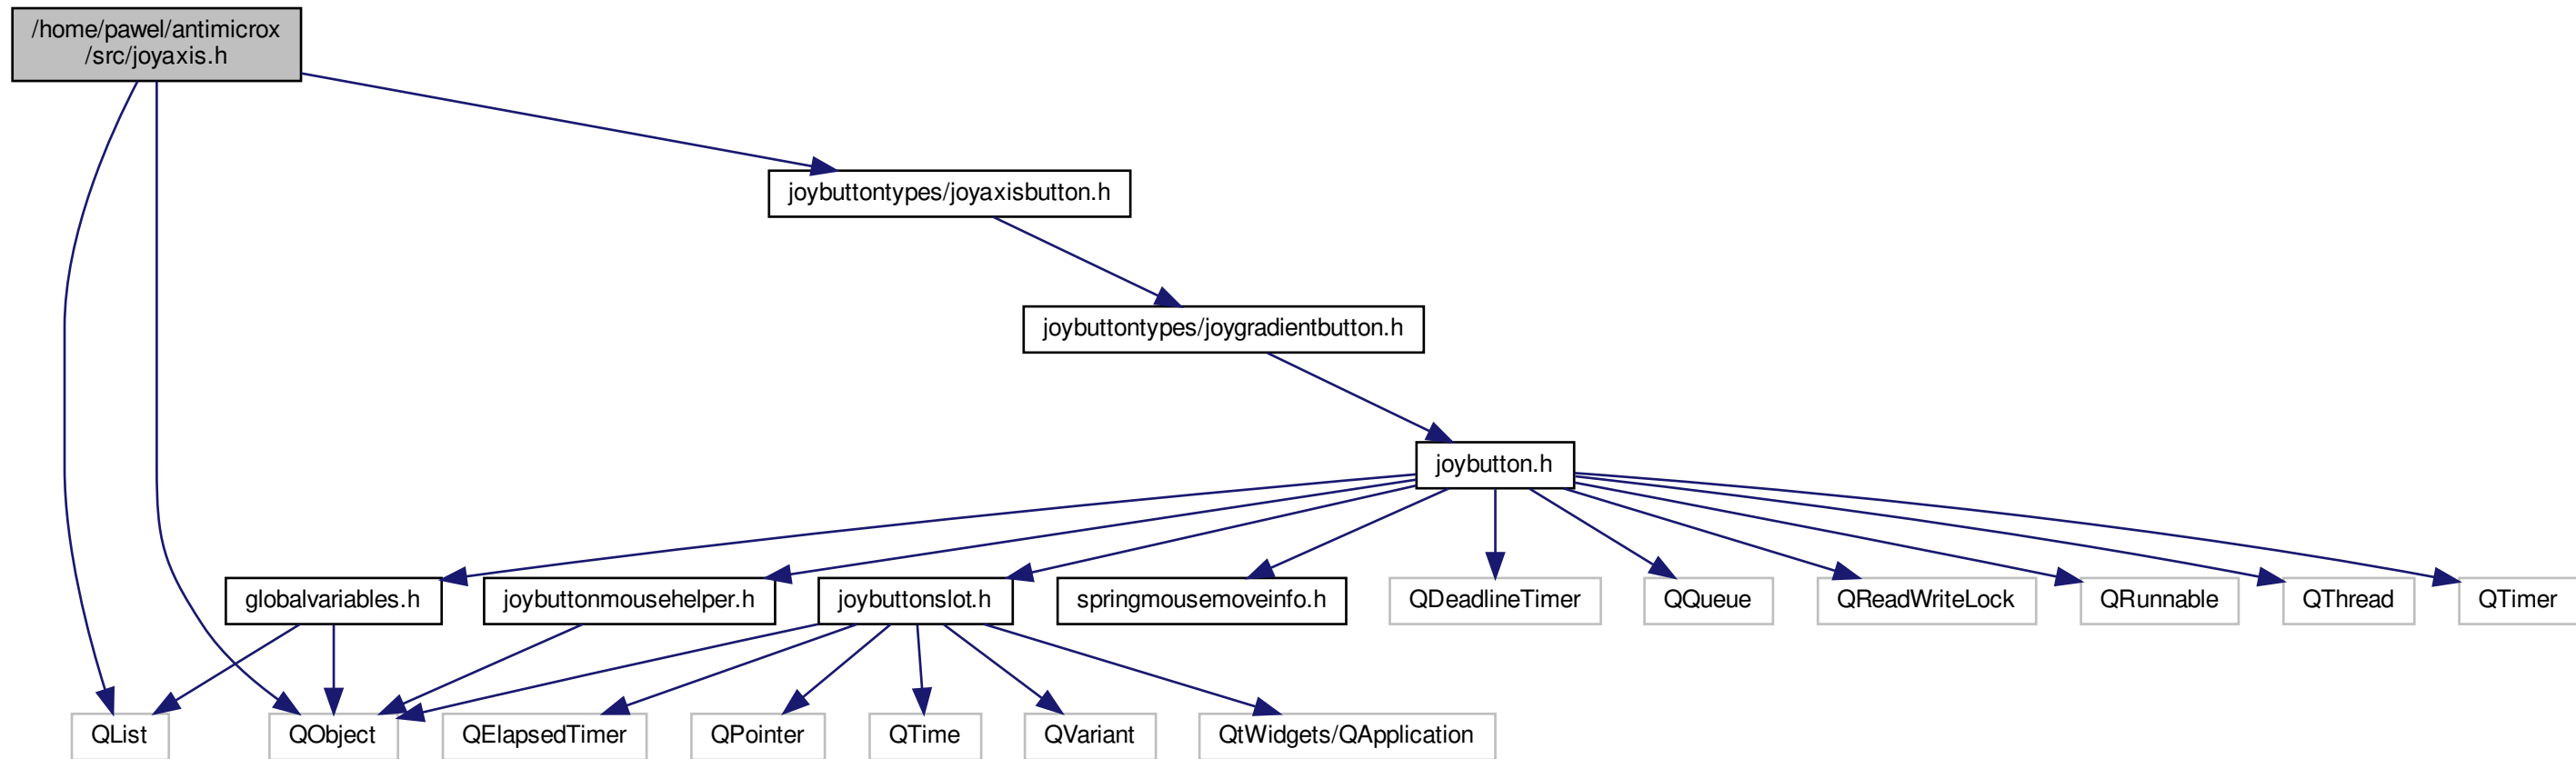 /home/pawel/antimicrox
/src/joyaxis.h
joybuttontypes/joyaxisbutton.h
joybuttontypes/joygradientbutton.h
joybutton.h
globalvariables.h
joybuttonmousehelper.h
joybuttonslot.h
springmousemoveinfo.h
QDeadlineTimer
QQueue
QReadWriteLock
QRunnable
QThread
QTimer
QList
QObject
QElapsedTimer
QPointer
QTime
QVariant
QtWidgets/QApplication